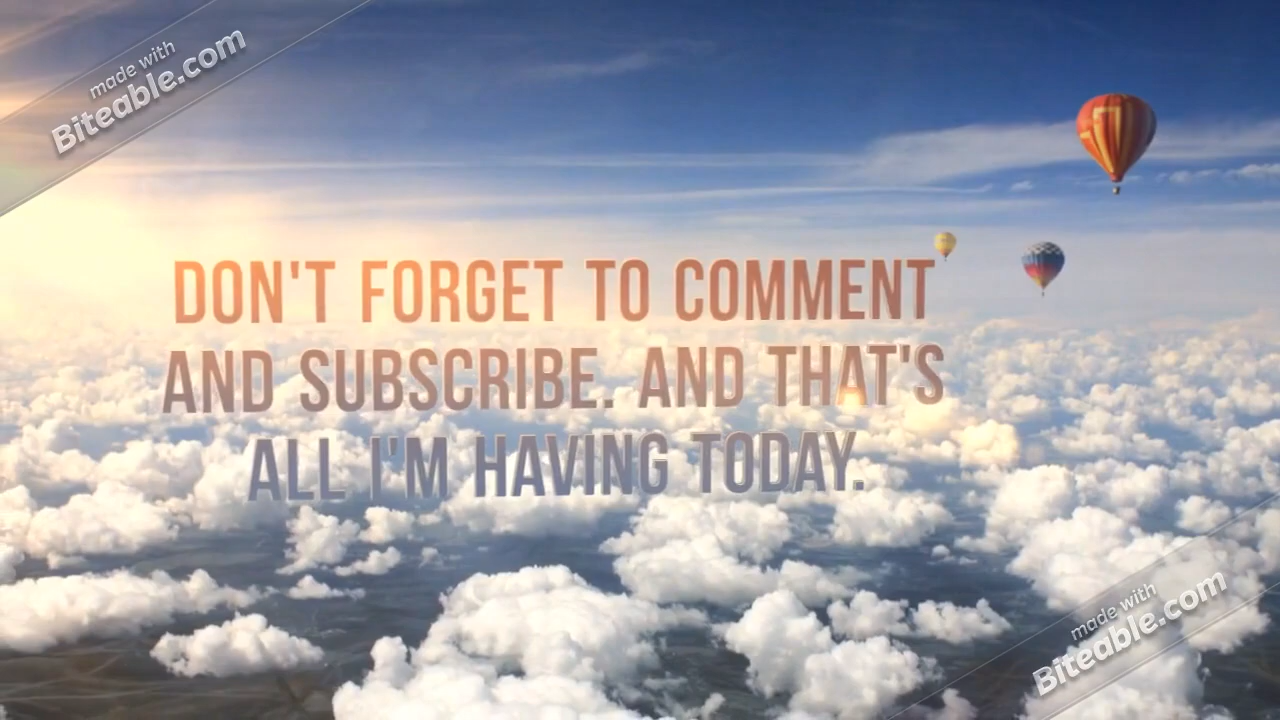 made with
Biteable.com
DON'T FORGET TO COMMENT
AND SUBSCRIBE. AND THAT'S
ALL I'M HAVING TODAY.
made with
Biteable.com